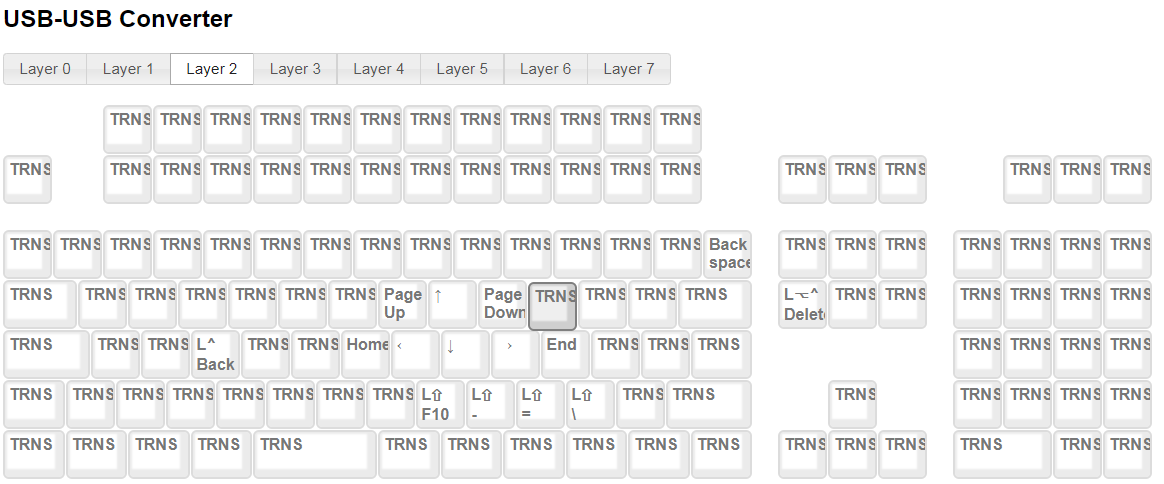 USB-USB Converter
Layer 0 Layer 1 Layer 2 Layer 3 Layer 4 Layer 5 Layer 6 Layer 7
TRNS TRNS TRNS TRNS TRNS TRNS TRNS TRNS TRNS TRNS TRNS TRNS
TRNS TRNS TRNS TRNS TRNS TRNS TRNS TRNS TRNS TRNS TRNS TRNS TRNS TRNS TRNS TRNS TRNS TRNS TRNS
TRNS TRNS TRNS TRNS TRNS TRNS TRNS TRNS TRNS TRNS TRNS TRNS TRNS TRNS Back TRNS TRNS TRNS TRNS TRNS TRNS TRNS
space
TRNS TRNS TRNS TRNS TRNS TRNS TRNS Page ↑ Page TRNS TRNS TRNS TRNS L⌥^ TRNS TRNS TRNS TRNS TRNS TRNS
Up Down Delete
TRNS TRNS TRNS L^ TRNS TRNS Home ‹ ↓ › End TRNS TRNS TRNS TRNS TRNS TRNS TRNS
Back
TRNS TRNS TRNS TRNS TRNS TRNS TRNS TRNS L⇧ L⇧ L⇧ L⇧ TRNS TRNS TRNS TRNS TRNS TRNS TRNS
F10 - = \
TRNS TRNS TRNS TRNS TRNS TRNS TRNS TRNS TRNS TRNS TRNS TRNS TRNS TRNS TRNS TRNS TRNS